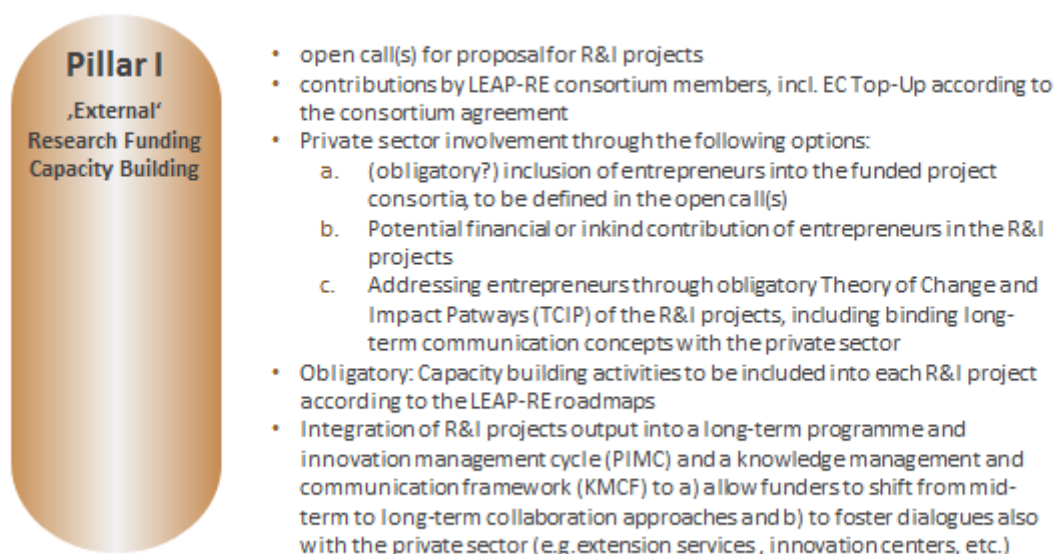 Pillar I
‚External‘
Research Funding
Capacity Building
• open call(s) for proposal for R&I projects
• contributions by LEAP-RE consortium members, incl. EC Top-Up according to
the consortium agreement
• Private sector involvement through the following options:
a. (obligatory?) inclusion of entrepreneurs into the funded project
consortia, to be defined in the open call(s)
b. Potential financial or inkind contribution of entrepreneurs in the R&I
projects
c. Addressing entrepreneurs through obligatory Theory of Change and
Impact Patways (TCIP) of the R&I projects, including binding long-
term communication concepts with the private sector
• Obligatory: Capacity building activities to be included into each R&I project
according to the LEAP-RE roadmaps
• Integration of R&I projects output into a long-term programme and
innovation management cycle (PIMC) and a knowledge management and
communication framework (KMCF) to a) allow funders to shift from mid-
term to long-term collaboration approaches and b) to foster dialogues also
with the private sector (e.g. extension services, innovation centers, etc.)